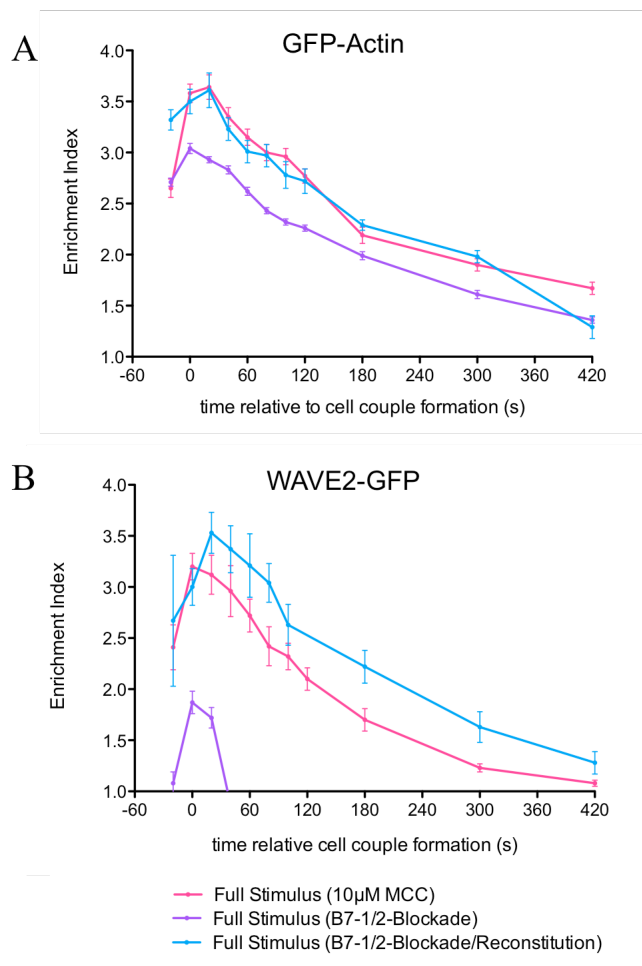 A
GFP-Actin
4.0
3.5
3.0
2.5
2.0
1.5
1.0
Enrichment Index
-60 0 60 120 180 240 300 360 420
time relative to cell couple formation (s)
B
WAVE2-GFP
4.0
3.5
3.0
2.5
2.0
1.5
1.0
Enrichment Index
-60 0 60 120 180 240 300 360 420
time relative cell couple formation (s)
Full Stimulus (10µM MCC)
Full Stimulus (B7-1/2-Blockade)
Full Stimulus (B7-1/2-Blockade/Reconstitution)